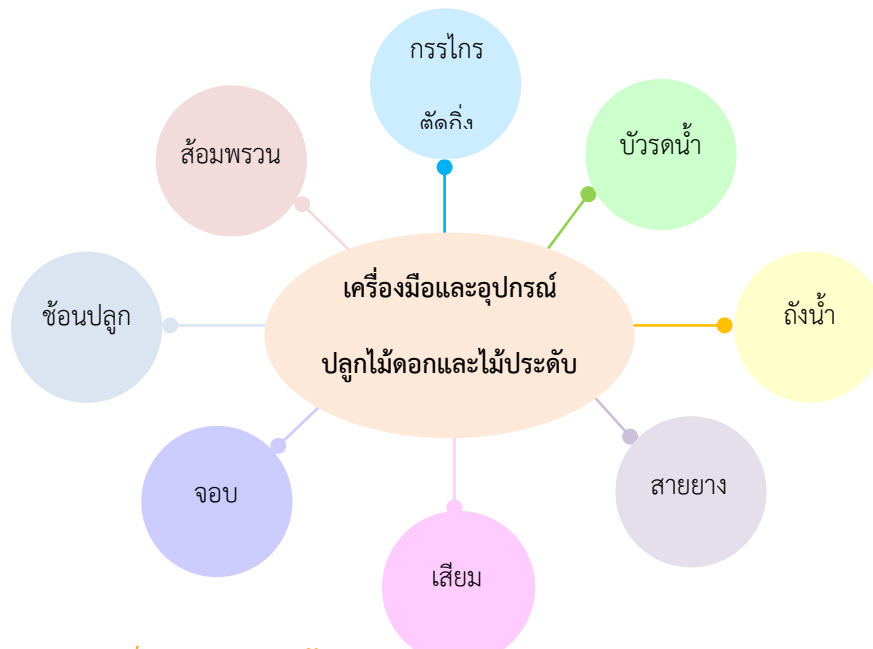 กรรไกร
ตัดกิ่ง
บัวรดน้ำ
ส้อมพรวน
เครื่องมือและอุปกรณ์
ปลูกไม้ดอกและไม้ประดับ
ช้อนปลูก
ถังน้ำ
จอบ
สายยาง
เสียม